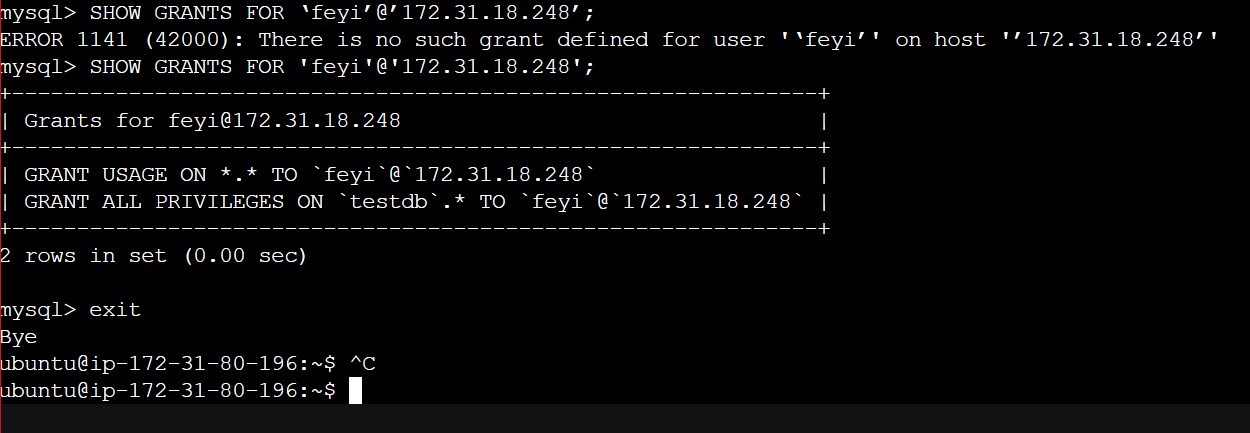 mysql> SHOW GRANTS FOR ‘feyi’@’172.31.18.248’;
ERROR 1141 (42000): There is no such grant defined for user '‘feyi’' on host '’172.31.18.248’'
mysql> SHOW GRANTS FOR 'feyi'@'172.31.18.248';
+--------------------------------------------------------------+
| Grants for feyi@172.31.18.248                                |
+--------------------------------------------------------------+
| GRANT USAGE ON *.* TO `feyi`@`172.31.18.248`                 |
| GRANT ALL PRIVILEGES ON `testdb`.* TO `feyi`@`172.31.18.248` |
+--------------------------------------------------------------+
2 rows in set (0.00 sec)
mysql> exit
Bye
ubuntu@ip-172-31-80-196:~$ ^C
ubuntu@ip-172-31-80-196:~$